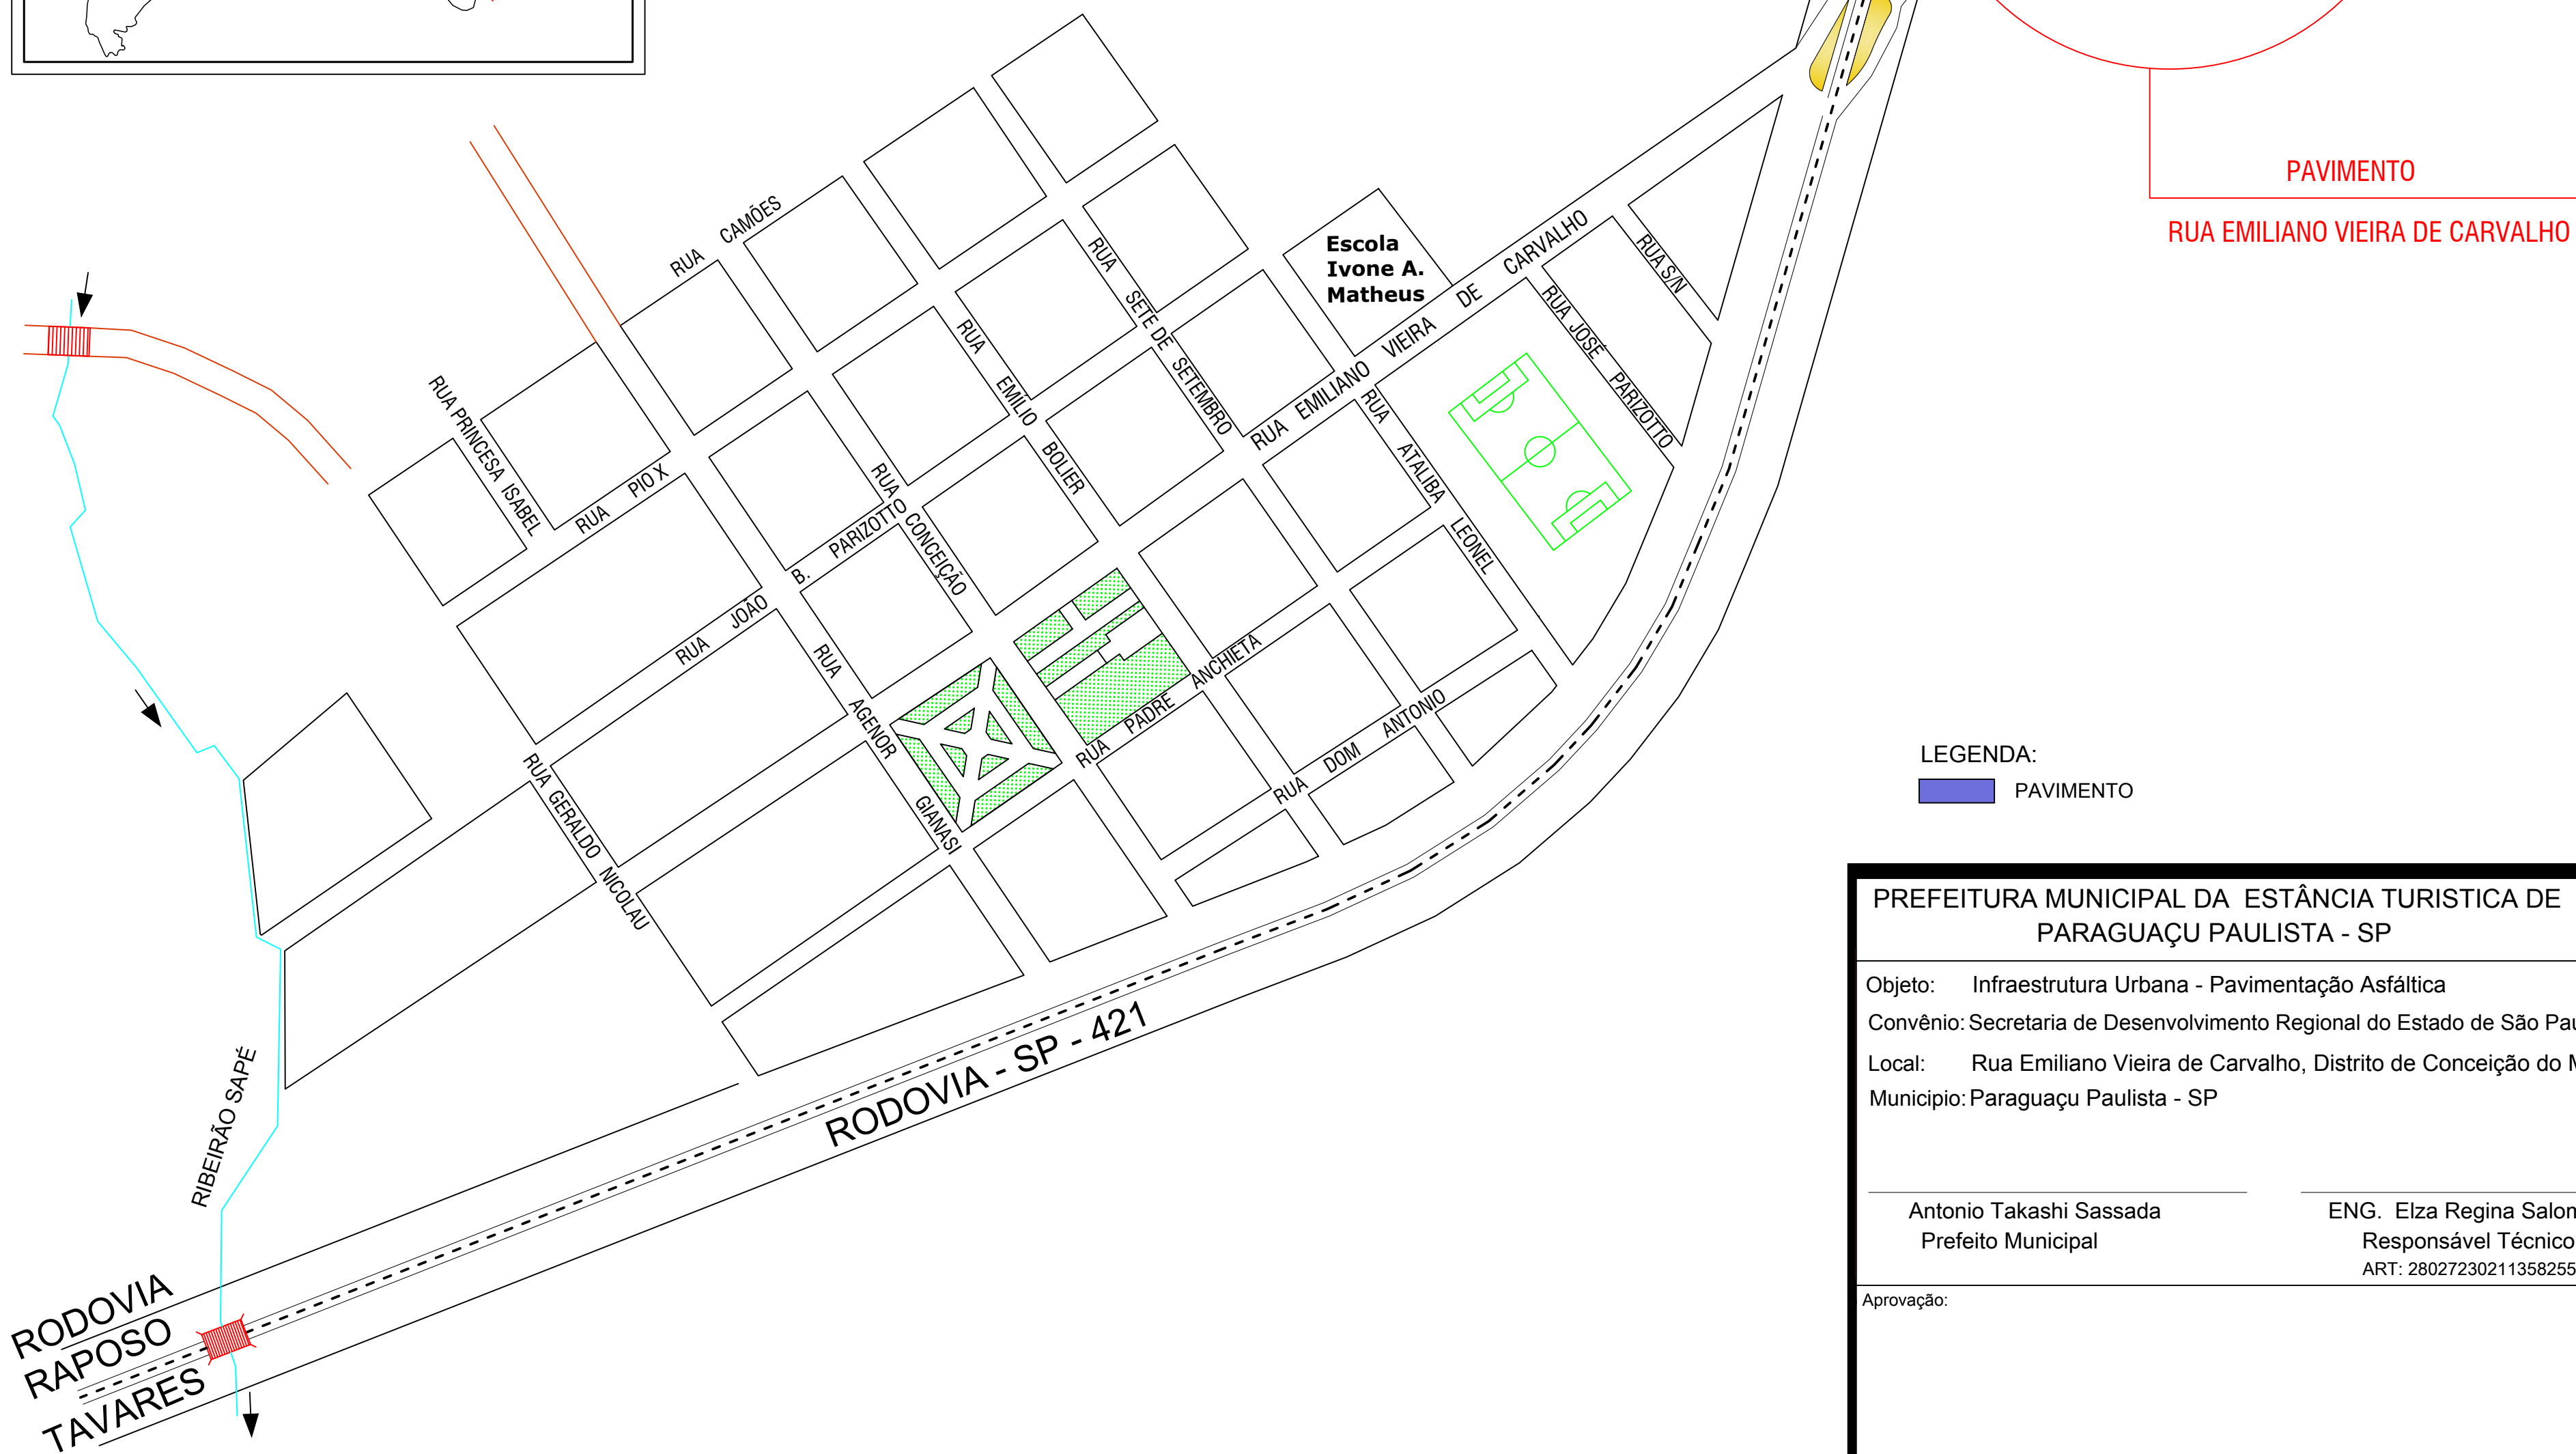 PAVIMENTO
RUA EMILIANO VIEIRA DE CARVALHO
RUA CAMÕES
Escola
Ivone A.
Matheus
RUA S/N
RUA JOSÉ PARIZOTTO
RUA SETE DE SETEMBRO
RUA EMILIANO VIEIRA DE CARVALHO
RUA EMÍLIO BOLIER
RUA PRINCESA ISABEL
RUA PIO X
RUA ATALIBA LEONEL
RUA CONCEIÇÃO
RUA JOÃO B. PARIZOTTO
RUA AGENOR GIANASI
RUA PADRE ANCHIETA
RUA DOM ANTONIO
RUA GERALDO NICOLAU
RIBEIRÃO SAPÉ
RODOVIA - SP - 421
RODOVIA
RAPOSO
TAVARES
LEGENDA:
PAVIMENTO
PREFEITURA MUNICIPAL DA ESTÂNCIA TURISTICA DE
PARAGUAÇU PAULISTA - SP
Objeto: Infraestrutura Urbana - Pavimentação Asfáltica
Convênio: Secretaria de Desenvolvimento Regional do Estado de São
Local: Rua Emiliano Vieira de Carvalho, Distrito de Conceição do
Municipio: Paraguaçu Paulista - SP
Antonio Takashi Sassada
Prefeito Municipal
ENG. Elza Regina
Responsável Técnico
ART: 28027230211358255
Aprovação: